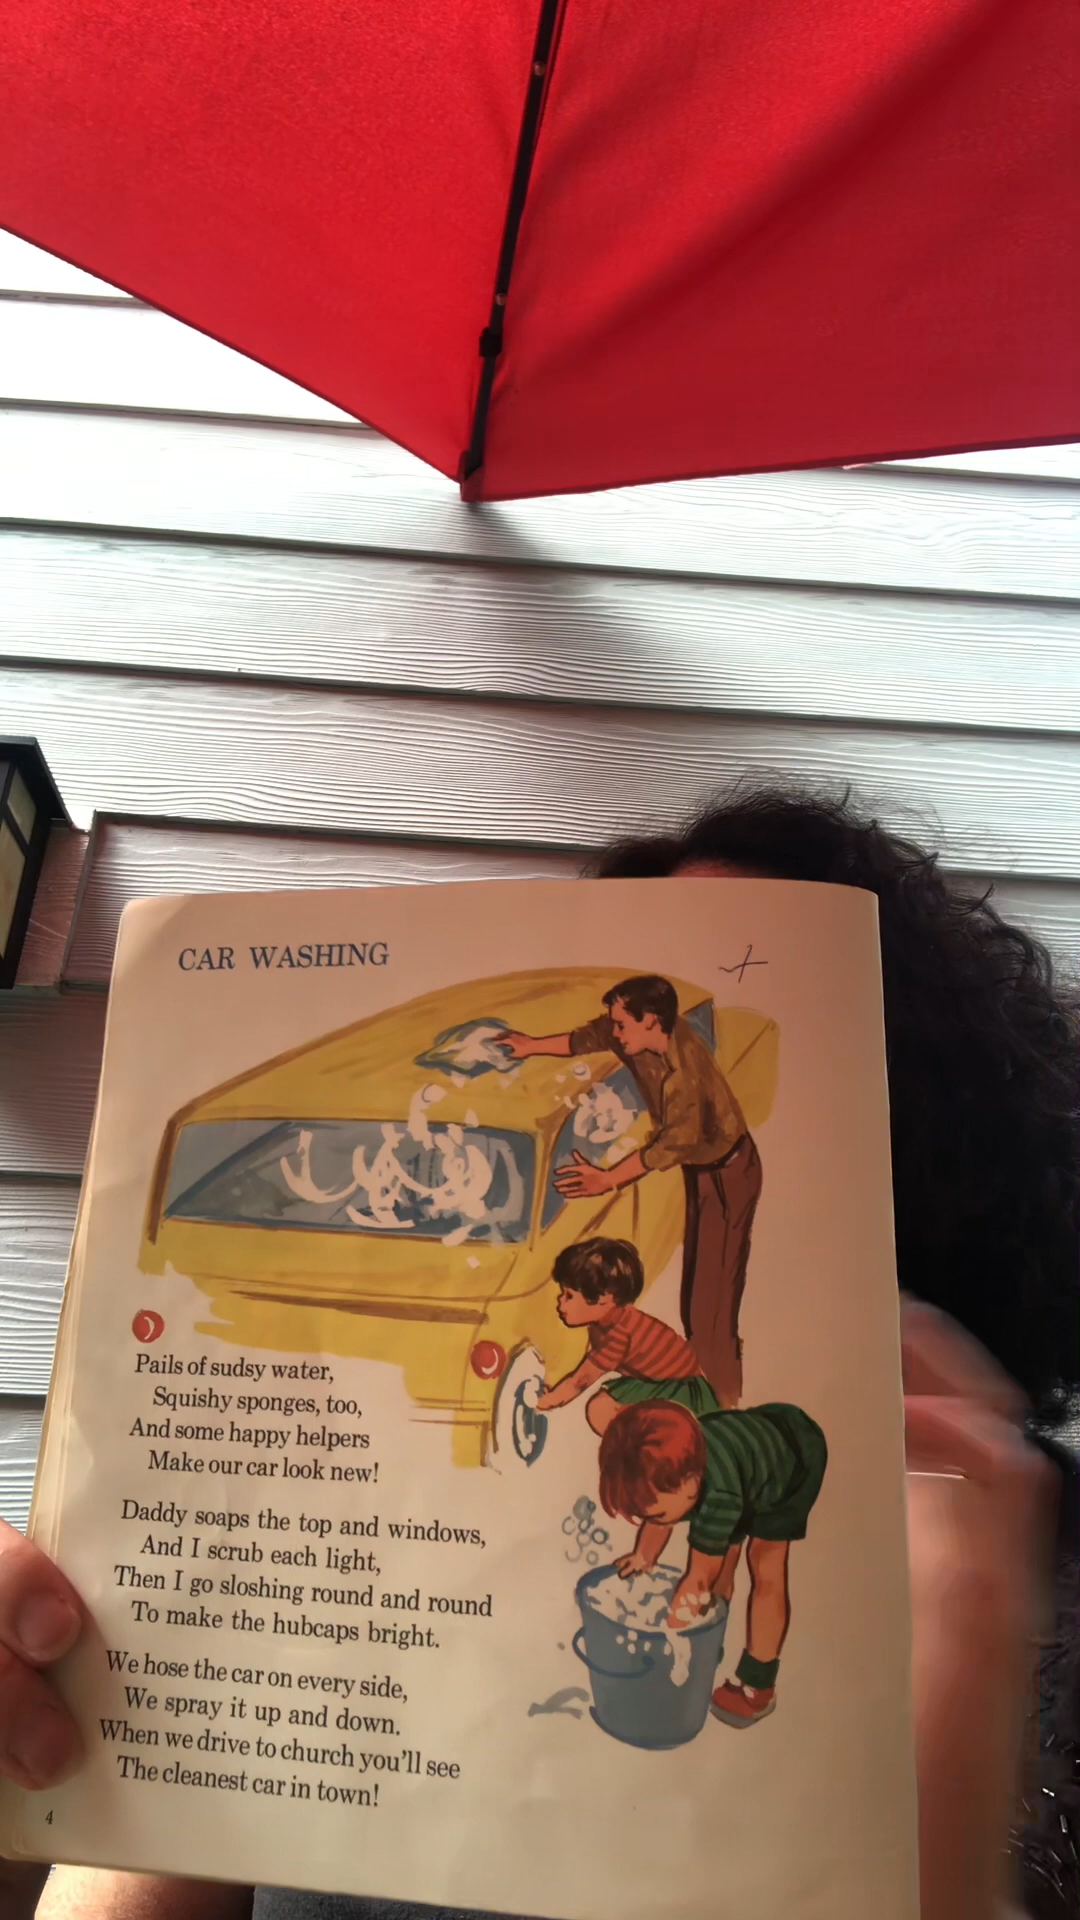 CAR WASHING
Pails of sudsy water,
Squishy sponges, too,
And some happy helpers
Make our car look new!
Daddy soaps the top and windows,
And I scrub each light,
Then I go sloshing round and round
To make the hubcaps bright.
We hose the car on every side,
We spray it up and down.
When we drive to church you'll see
The cleanest car in town!
4